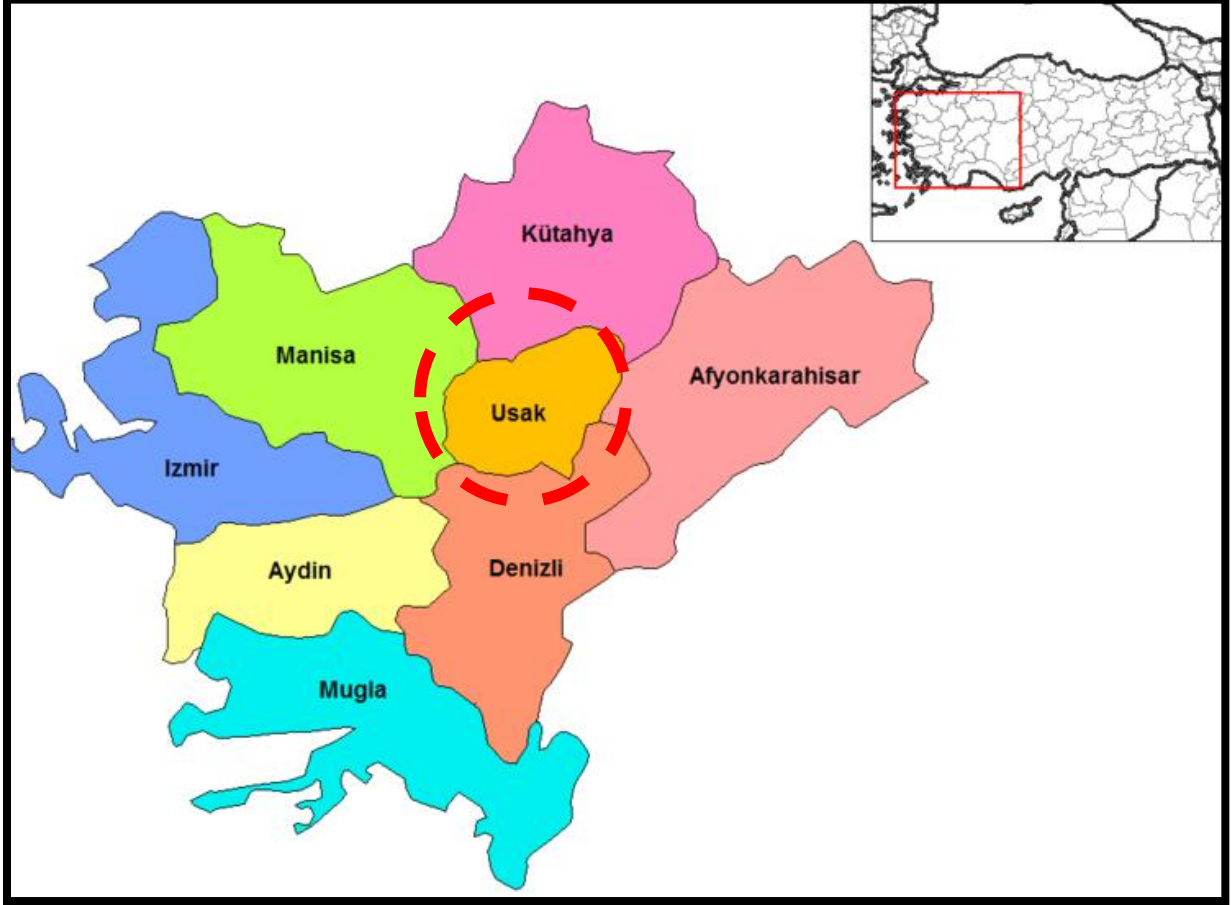 Kütahya
Manisa
Afyonkarahisar
Usak
Izmir
Aydin
Denizli
Mugla